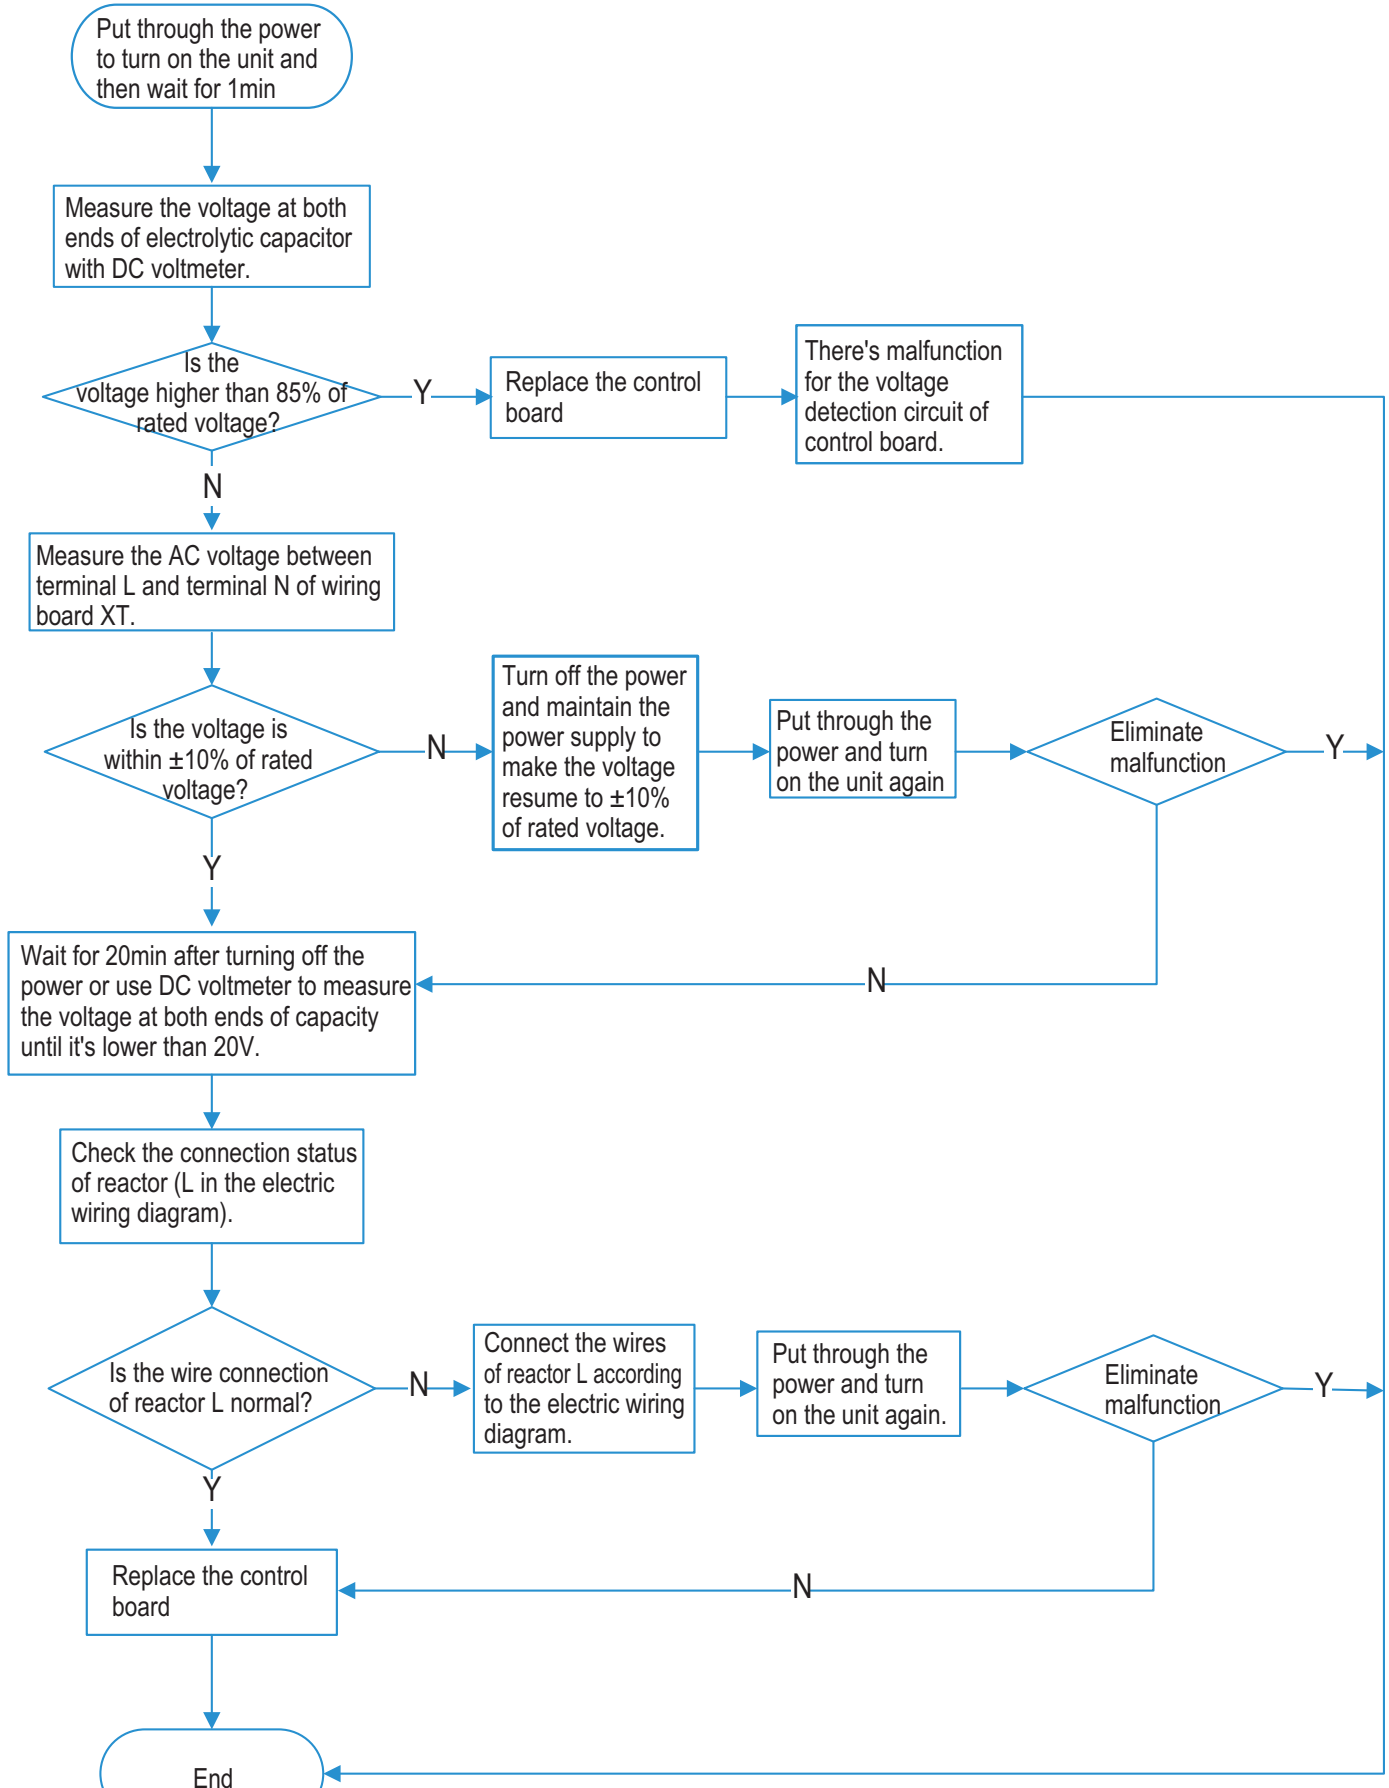 Put through the power
to turn on the unit and
then wait for 1min
Measure the voltage at both
ends of electrolytic capacitor
with DC voltmeter.
Is the
voltage higher than 85% of
rated voltage?
Y
Replace the control
board
There's malfunction
for the voltage
detection circuit of
control board.
N
Measure the AC voltage between
terminal L and terminal N of wiring
board XT.
Is the voltage is
within ±10% of rated
voltage?
N
Turn off the power
and maintain the
power supply to
make the voltage
resume to ±10%
of rated voltage.
Put through the
power and turn
on the unit again
Eliminate
malfunction
Y
Y
Wait for 20min after turning off the
power or use DC voltmeter to measure
the voltage at both ends of capacity
until it's lower than 20V.
N
Check the connection status
of reactor (L in the electric
wiring diagram).
Is the wire connection
of reactor L normal?
N
Connect the wires
of reactor L according
to the electric wiring
diagram.
Put through the
power and turn
on the unit again.
Eliminate
malfunction
Y
Y
Replace the control
board
N
End